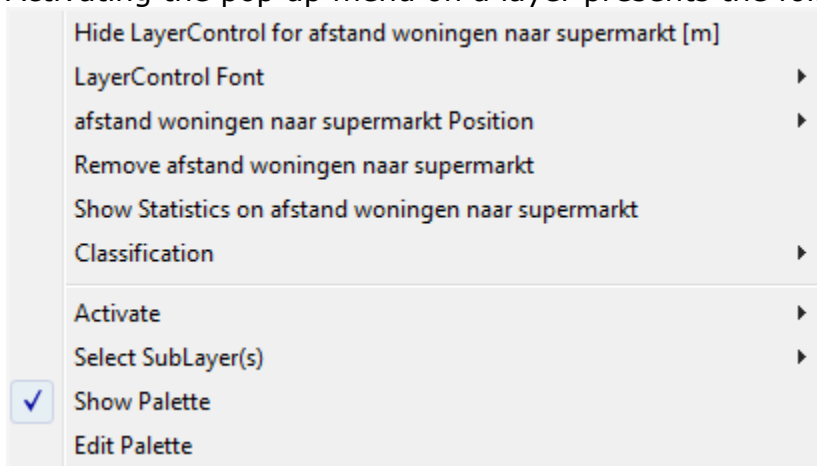 Activating the pop-up menu on a layer presents the
Hide LayerControl for afstand woningen naar supermarkt [m]
LayerControl Font
afstand woningen naar supermarkt Position
Remove afstand woningen naar supermarkt
Show Statistics on afstand woningen naar supermarkt
Classification
Activate
Select SubLayer(s)
Show Palette
Edit Palette